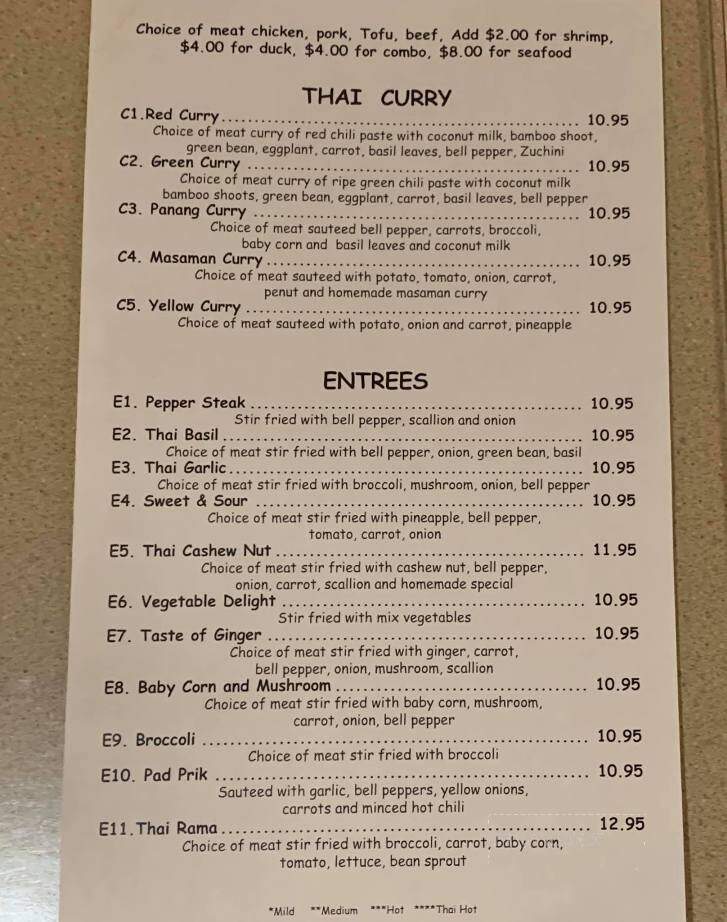 Choice of meat chicken, pork, Tofu, beef, Add $2.00 for shrimp,
$4.00 for duck, $4.00 for combo, $8.00 for seafood
THAI CURRY
C1.Red Curry 10.95
Choice of meat curry of red chili paste with coconut milk, bamboo shoot,
green bean, eggplant, carrot, basil leaves, bell pepper, Zuchini
C2. Green Curry 10.95
Choice of meat curry of ripe green chili paste with coconut milk
bamboo shoots, green bean, eggplant, carrot, basil leaves, bell pepper
C3. Panang Curry 10.95
Choice of meat sauteed bell pepper, carrots, broccoli,
baby corn and basil leaves and coconut milk
C4. Masaman Curry 10.95
Choice of meat sauteed with potato, tomato, onion, carrot,
penut and homemade masaman curry
C5. Yellow Curry 10.95
Choice of meat sauteed with potato, onion and carrot, pineapple
ENTREES
E1. Pepper Steak 10.95
Stir fried with bell pepper, scallion and onion
E2. Thai Basil 10.95
Choice of meat stir fried with bell pepper, onion, green bean, basil
E3. Thai Garlic 10.95
Choice of meat stir fried with broccoli, mushroom, onion, bell pepper
E4. Sweet & Sour 10.95
Choice of meat stir fried with pineapple, bell pepper,
tomato, carrot, onion
E5. Thai Cashew Nut 11.95
Choice of meat stir fried with cashew nut, bell pepper,
onion, carrot, scallion and homemade special
E6. Vegetable Delight 10.95
Stir fried with mix vegetables
E7. Taste of Ginger 10.95
Choice of meat stir fried with ginger, carrot,
bell pepper, onion, mushroom, scallion
E8. Baby Corn and Mushroom 10.95
Choice of meat stir fried with baby corn, mushroom,
carrot, onion, bell pepper
E9. Broccoli 10.95
Choice of meat stir fried with broccoli
E10. Pad Prik 10.95
Sauteed with garlic, bell peppers, yellow onions,
carrots and minced hot chili
E11.Thai Rama 12.95
Choice of meat stir fried with broccoli, carrot, baby corn,
tomato, lettuce, bean sprout
*Mild **Medium ***Hot ****Thai Hot